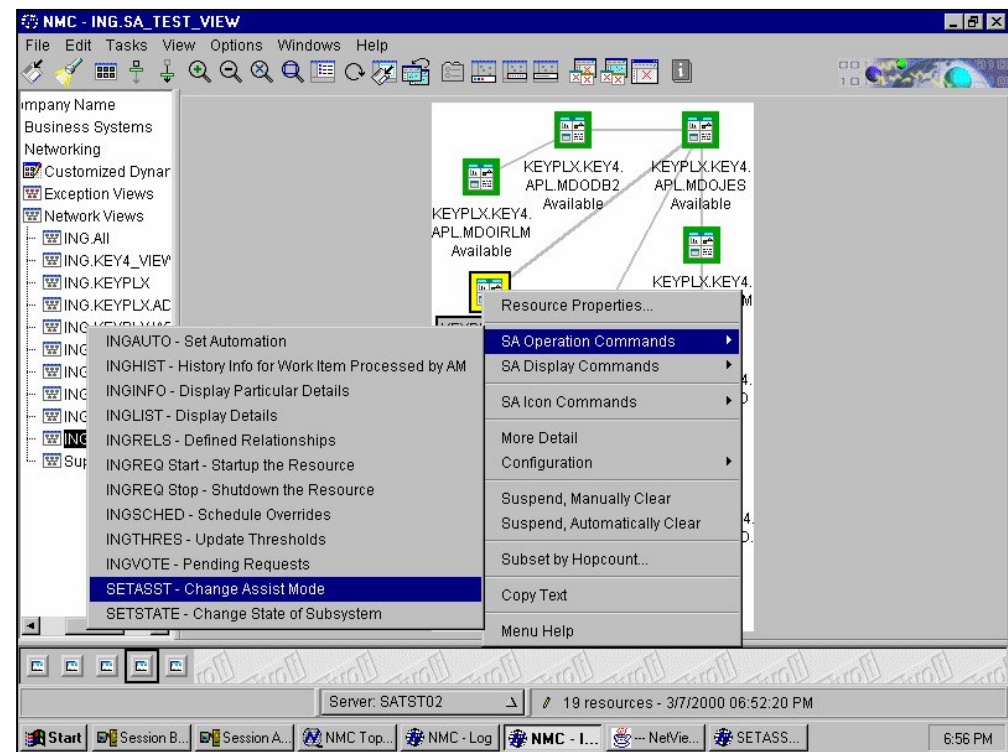 NMC - ING.SA_TEST_VIEW
File Edit Tasks View Options Windows Help
mpany Name
Business Systems
Networking
Customized Dynar
Exception Views
Network Views
ING.All
ING.KEY4_VIEW
ING.KEYPLX
ING.KEYPLX.AD
ING
ING
ING
ING
ING
ING
Sup
KEYPLX.KEY4.
APL.MDODB2
Available
KEYPLX.KEY4.
APL.MDOJES
Available
KEYPLX.KEY4.
APL.MDOIRLM
Available
KEYPLX.KEY4.
M
4.
4.
D.
Resource Properties...
SA Operation Commands
SA Display Commands
SA Icon Commands
More Detail
Configuration
Suspend, Manually Clear
Suspend, Automatically Clear
Subset by Hopcount...
Copy Text
Menu Help
INGAUTO - Set Automation
INGHIST - History Info for Work Item Processed by AM
INGINFO - Display Particular Details
INGLIST - Display Details
INGRELS - Defined Relationships
INGREQ Start - Startup the Resource
INGREQ Stop - Shutdown the Resource
INGSCHED - Schedule Overrides
INGTHRES - Update Thresholds
INGVOTE - Pending Requests
SETASST - Change Assist Mode
SETSTATE - Change State of Subsystem
Server: SATST02
19 resources - 3/7/2000 06:52:20 PM
Start
Session B...
Session A...
NMC Top...
NMC - Log
NMC - I...
--- NetVie...
SETASS...
6:56 PM